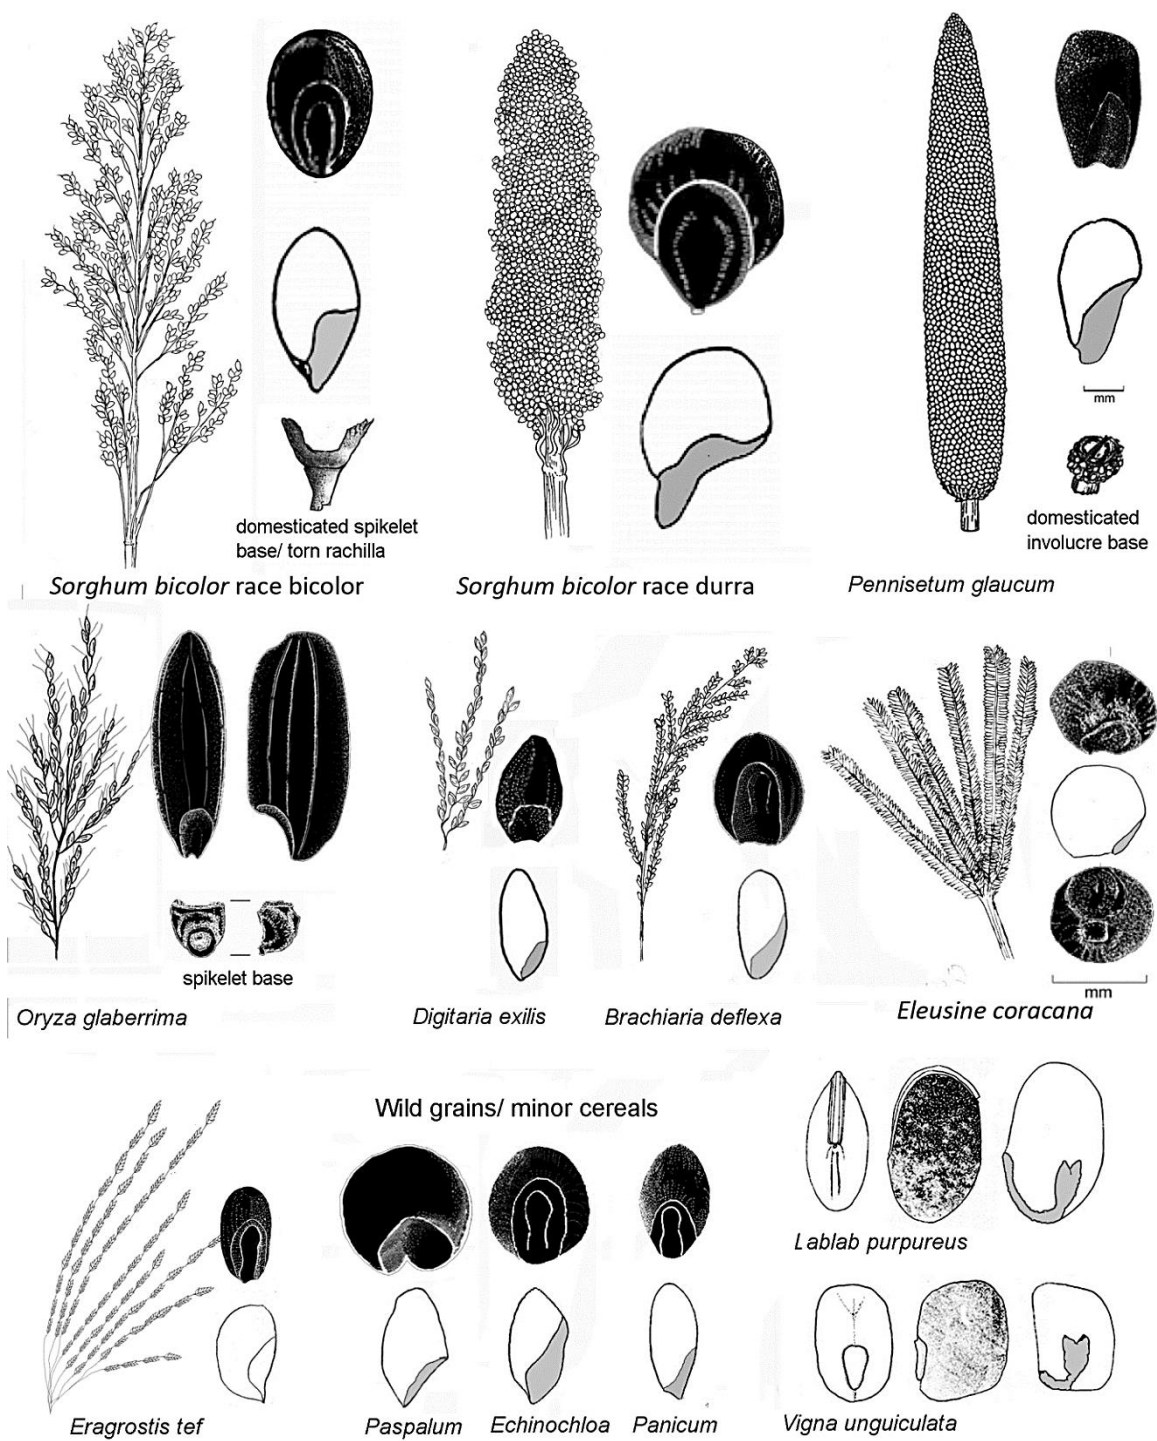 mm
domesticated spikelet
base/ torn rachilla
domesticated
involucre base
Sorghum bicolor race bicolor
Sorghum bicolor race durra
Pennisetum glaucum
spikelet base
mm
Oryza glaberrima
Digitaria exilis
Brachiaria deflexa
Eleusine coracana
Wild grains/ minor cereals
Lablab purpureus
Eragrostis tef
Paspalum
Echinochloa
Panicum
Vigna unguiculata